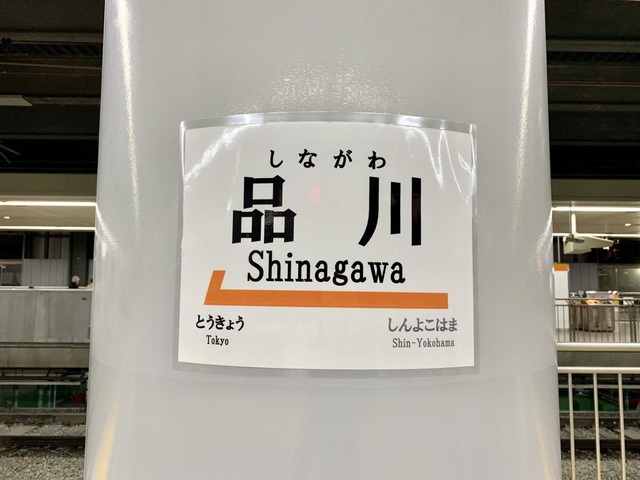 しながわ
品川
Shinagawa
とうきょう しんよこはま
Tokyo Shin-Yokohama